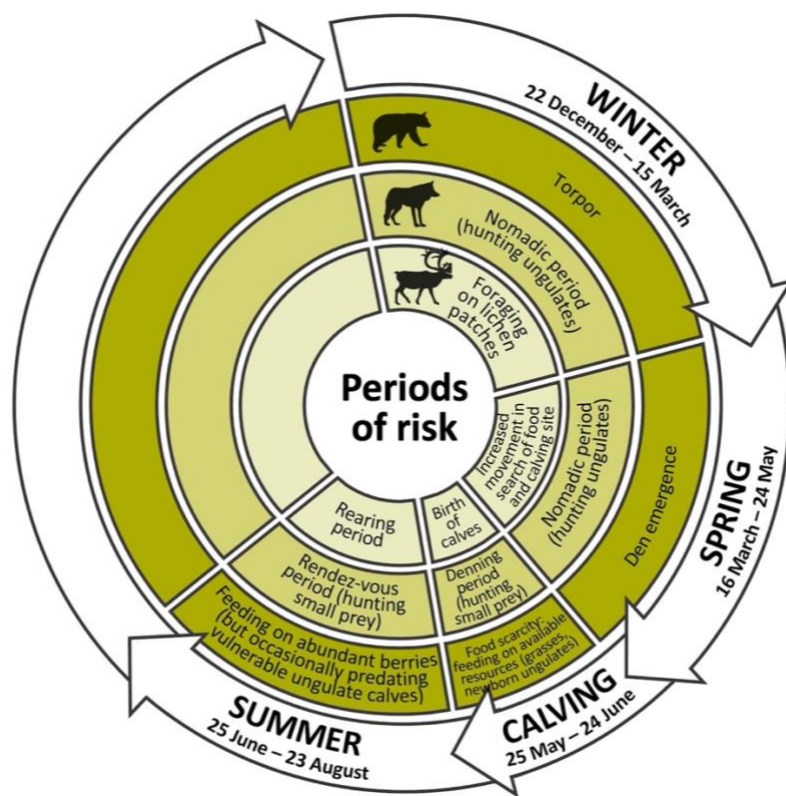 Periods
of risk
WINTER
22 December – 15 March
Torpor
Nomadic period
(hunting ungulates)
Foraging
on lichen
patches
SPRING
16 March – 24 May
Den emergence
Nomadic period
(hunting ungulates)
Increased
movement in
search of food
and calving site
CALVING
25 May – 24 June
Food scarcity:
feeding on available
resources (grasses,
newborn ungulates)
Denning
period
(hunting
small prey)
Birth
of
calves
SUMMER
25 June – 23 August
Feeding on abundant berries
(but occasionally predating
vulnerable ungulate calves)
Rendez-vous
period (hunting
small prey)
Rearing
period